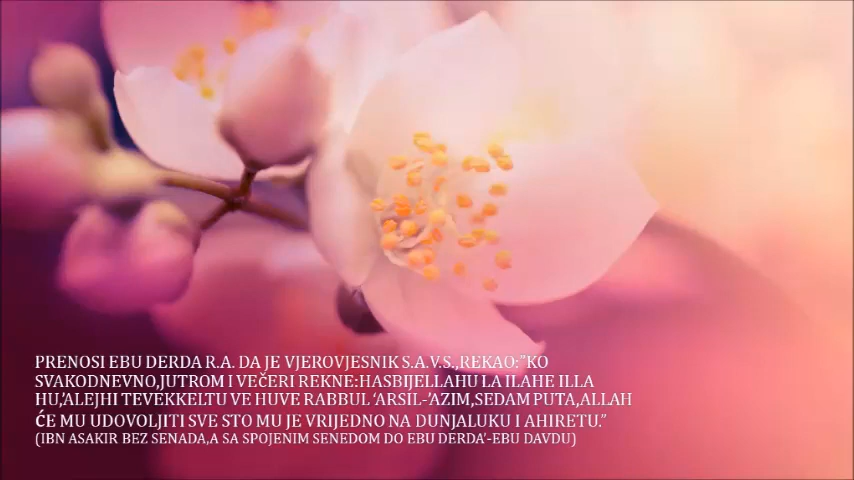 PRENOSI EBU DERDA R.A. DA JE VJEROVJESNIK S.A.V.S.,REKAO:"KO
SVAKODNEVNO,JUTROM I VEČERI REKNE:HASBIJELLAHU LA ILAHE ILLA
HU,'ALEJHI TEVEKKELTU VE HUVE RABBUL 'ARSIL-'AZIM,SEDAM PUTA,ALLAH
ĆE MU UDOVOLJITI SVE STO MU JE VRIJEDNO NA DUNJALUKU I AHIRETU."
(IBN ASAKIR BEZ SENADA,A SA SPOJENIM SENEDOM DO EBU DERDA'-EBU DAVDU)